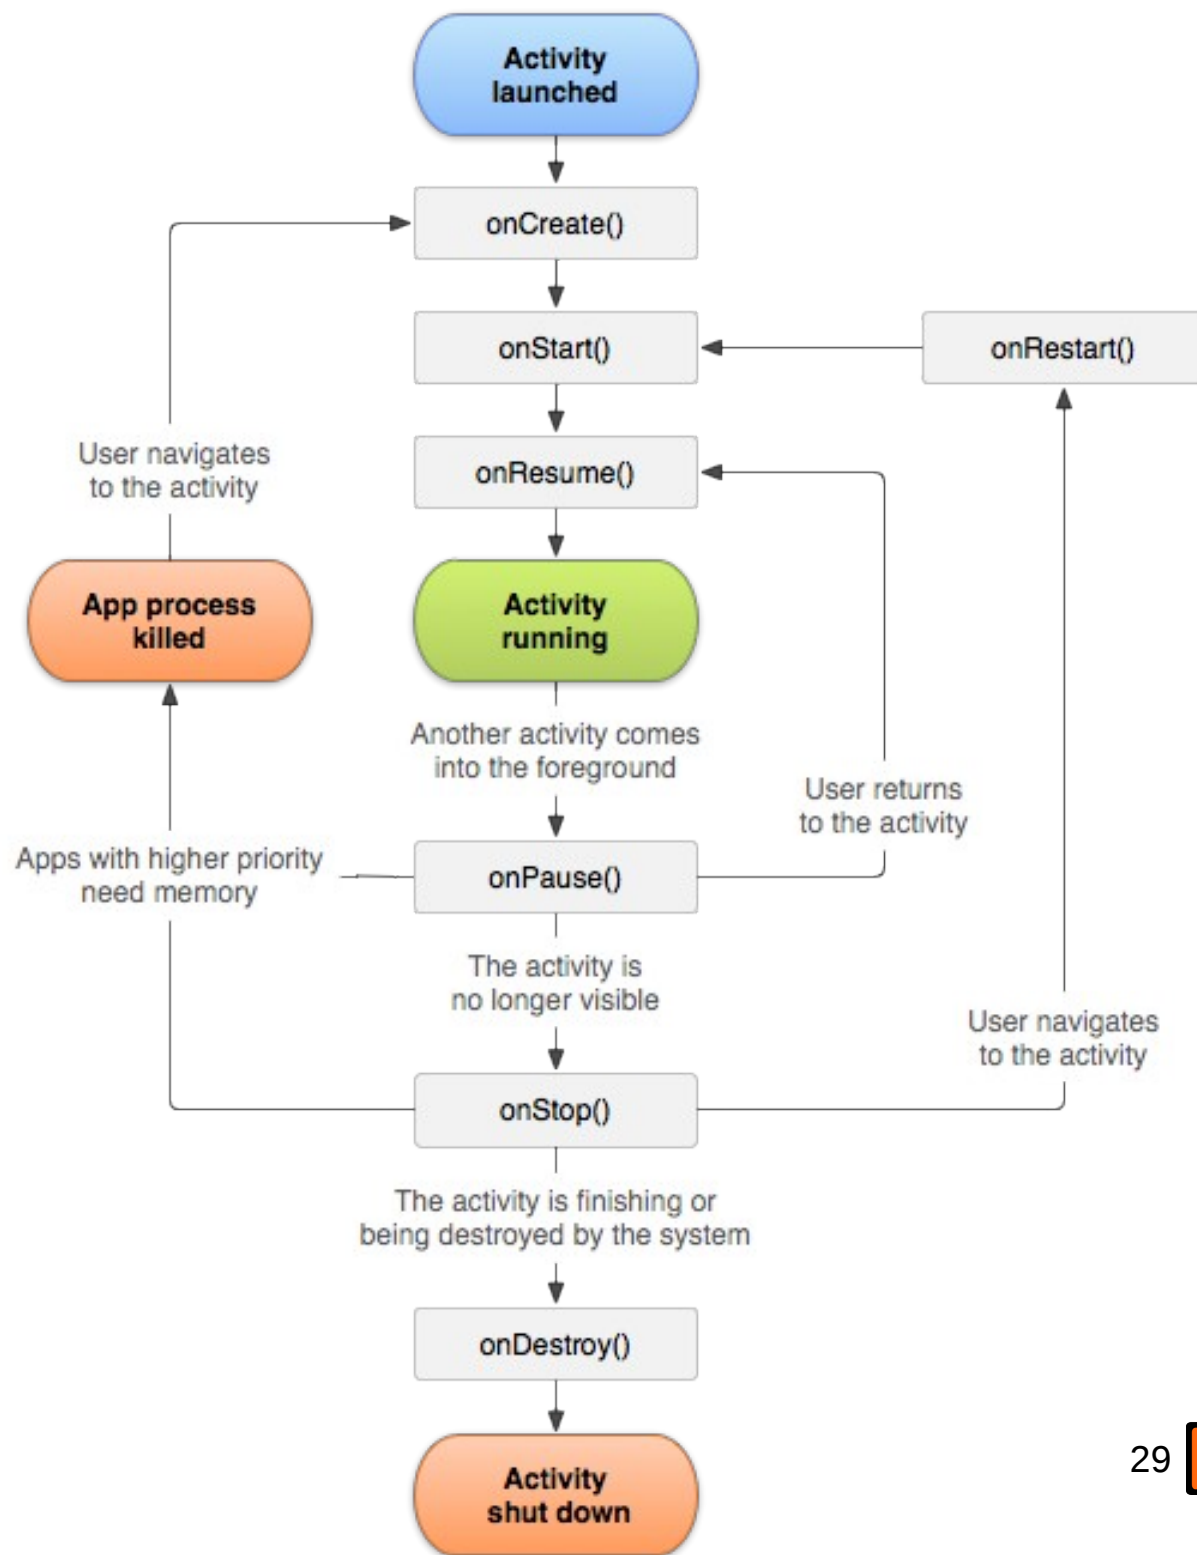 Activity
launched
onCreate()
onStart()
onRestart()
User navigates
to the activity
onResume()
App process
killed
Activity
running
Another activity comes
into the foreground
User returns
to the activity
Apps with higher priority
need memory
onPause()
The activity is
no longer visible
User navigates
to the activity
onStop()
The activity is finishing or
being destroyed by the system
onDestroy()
Activity
shut down
29